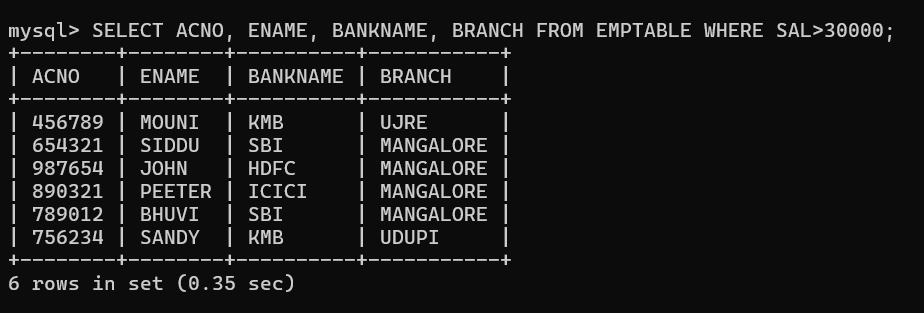 mysql> SELECT ACNO, ENAME, BANKNAME, BRANCH FROM EMPTABLE WHERE SAL>30000;
+--------+--------+----------+-----------+
| ACNO   | ENAME  | BANKNAME | BRANCH    |
+--------+--------+----------+-----------+
| 456789 | MOUNI  | KMB      | UJRE      |
| 654321 | SIDDU  | SBI      | MANGALORE |
| 987654 | JOHN   | HDFC     | MANGALORE |
| 890321 | PEETER | ICICI    | MANGALORE |
| 789012 | BHUVI  | SBI      | MANGALORE |
| 756234 | SANDY  | KMB      | UDUPI     |
+--------+--------+----------+-----------+
6 rows in set (0.35 sec)